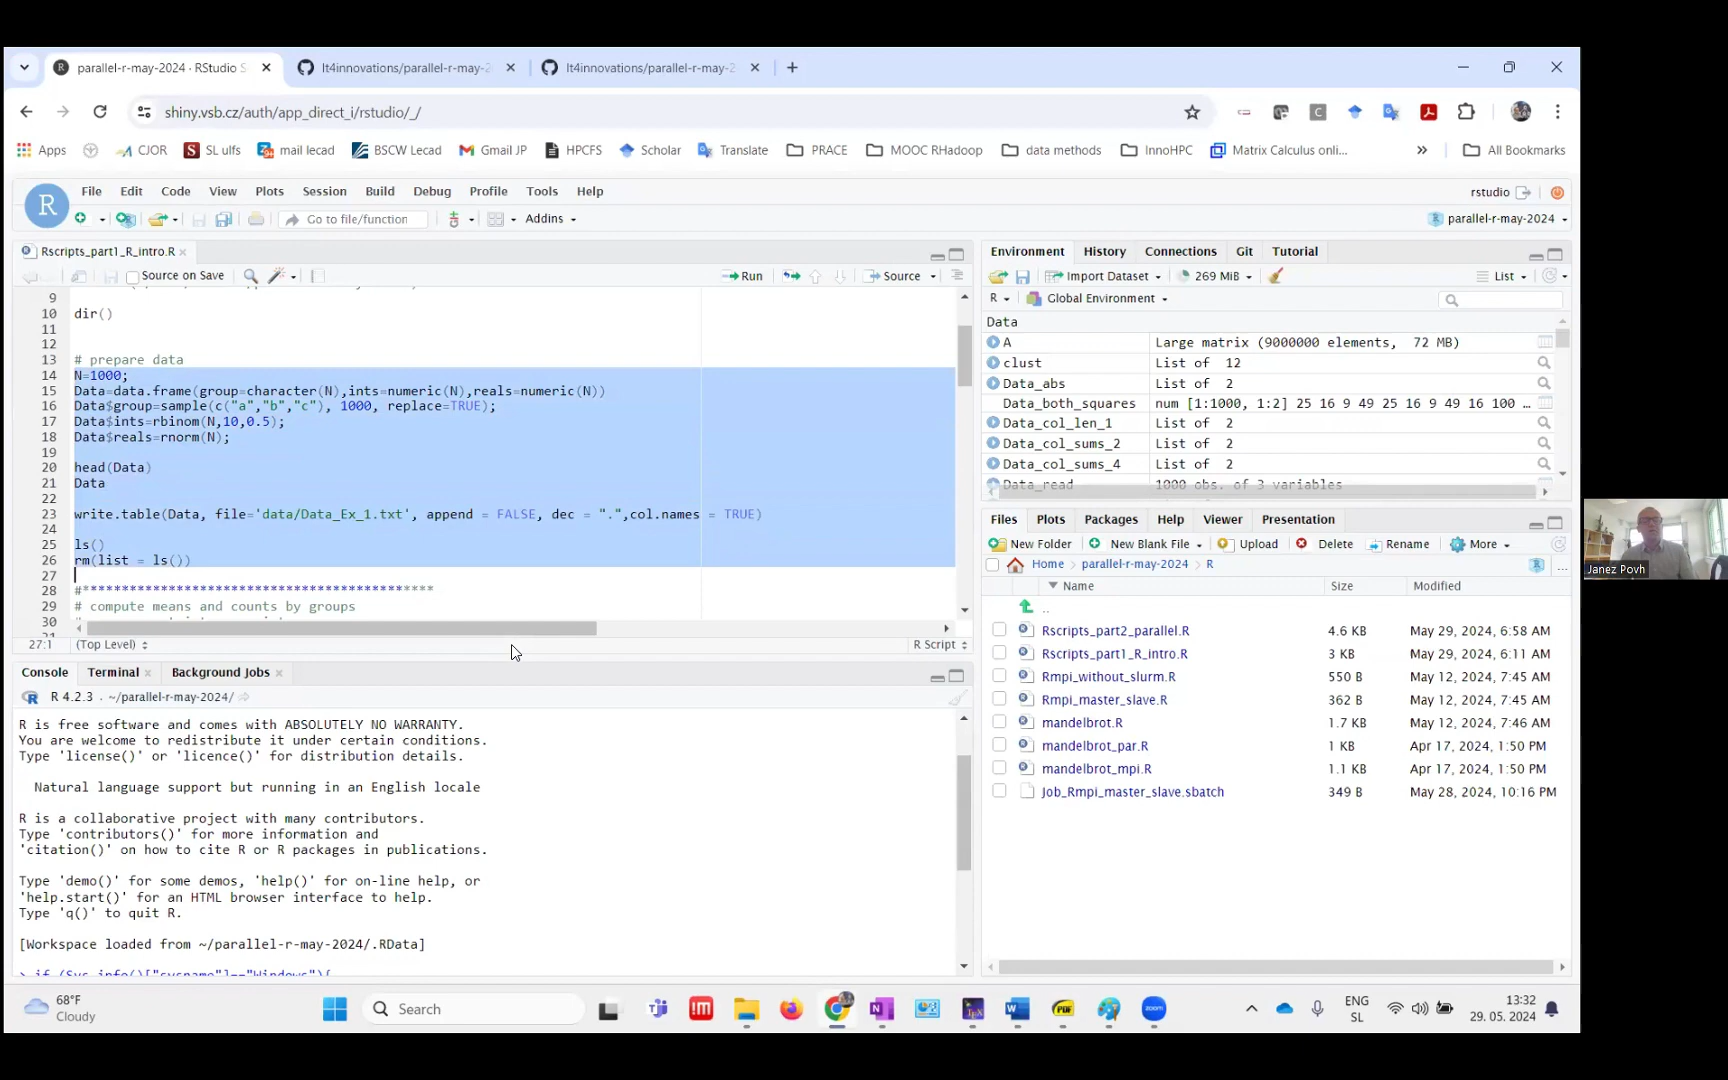 parallel-r-may-2024 · RStudio S
It4innovations/parallel-r-may-2
It4innovations/parallel-r-may-2
shiny.vsb.cz/auth/app_direct_i/rstudio/_/
Apps
CJOR
SL ulfs
mail lecad
BSCW Lecad
Gmail JP
HPCFS
Scholar
Translate
PRACE
MOOC RHadoop
data methods
InnoHPC
Matrix Calculus onli...
»
All Bookmarks
File Edit Code View Plots Session Build Debug Profile Tools Help
rstudio
Go to file/function
Addins
parallel-r-may-2024
Rscripts_part1_R_intro.R
Source on Save
Run
Source
9
10 dir()
11
12
13 # prepare data
14 N=1000;
15 Data=data.frame(group=character(N),ints=numeric(N),reals=numeric(N))
16 Data$group=sample(c("a","b","c"), 1000, replace=TRUE);
17 Data$ints=rbinom(N,10,0.5);
18 Data$reals=rnorm(N);
19
20 head(Data)
21 Data
22
23 write.table(Data, file='data/Data_Ex_1.txt', append = FALSE, dec = ".",col.names = TRUE)
24
25 ls()
26 rm(list = ls())
27
28 #********************************************
29 # compute means and counts by groups
30
31
27:1 (Top Level)
R Script
Console Terminal Background Jobs
R 4.2.3 · ~/parallel-r-may-2024/
R is free software and comes with ABSOLUTELY NO WARRANTY.
You are welcome to redistribute it under certain conditions.
Type 'license()' or 'licence()' for distribution details.
Natural language support but running in an English locale
R is a collaborative project with many contributors.
Type 'contributors()' for more information and
'citation()' on how to cite R or R packages in publications.
Type 'demo()' for some demos, 'help()' for on-line help, or
'help.start()' for an HTML browser interface to help.
Type 'q()' to quit R.
[Workspace loaded from ~/parallel-r-may-2024/.RData]
> if (Sys.info()["sysname"]=="Windows"){
Environment History Connections Git Tutorial
Import Dataset
269 MiB
List
R
Global Environment
Data
A Large matrix (9000000 elements, 72 MB)
clust List of 12
Data_abs List of 2
Data_both_squares num [1:1000, 1:2] 25 16 9 49 25 16 9 49 16 100 ...
Data_col_len_1 List of 2
Data_col_sums_2 List of 2
Data_col_sums_4 List of 2
Data_read 1000 obs. of 3 variables
Files Plots Packages Help Viewer Presentation
New Folder
New Blank File
Upload
Delete
Rename
More
Home
parallel-r-may-2024
R
...
Name Size Modified
..
Rscripts_part2_parallel.R 4.6 KB May 29, 2024, 6:58 AM
Rscripts_part1_R_intro.R 3 KB May 29, 2024, 6:11 AM
Rmpi_without_slurm.R 550 B May 12, 2024, 7:45 AM
Rmpi_master_slave.R 362 B May 12, 2024, 7:45 AM
mandelbrot.R 1.7 KB May 12, 2024, 7:46 AM
mandelbrot_par.R 1 KB Apr 17, 2024, 1:50 PM
mandelbrot_mpi.R 1.1 KB Apr 17, 2024, 1:50 PM
Job_Rmpi_master_slave.sbatch 349 B May 28, 2024, 10:16 PM
Janez Povh
68°F
Cloudy
Search
ENG
SL
13:32
29. 05. 2024